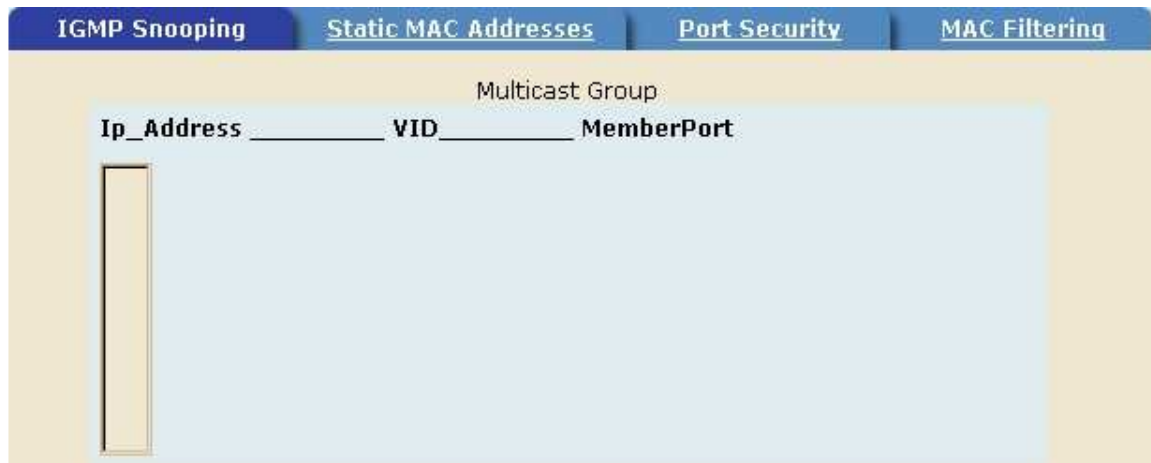 IGMP Snooping Static MAC Addresses Port Security MAC Filtering
Multicast Group
Ip_Address __________ VID__________ MemberPort